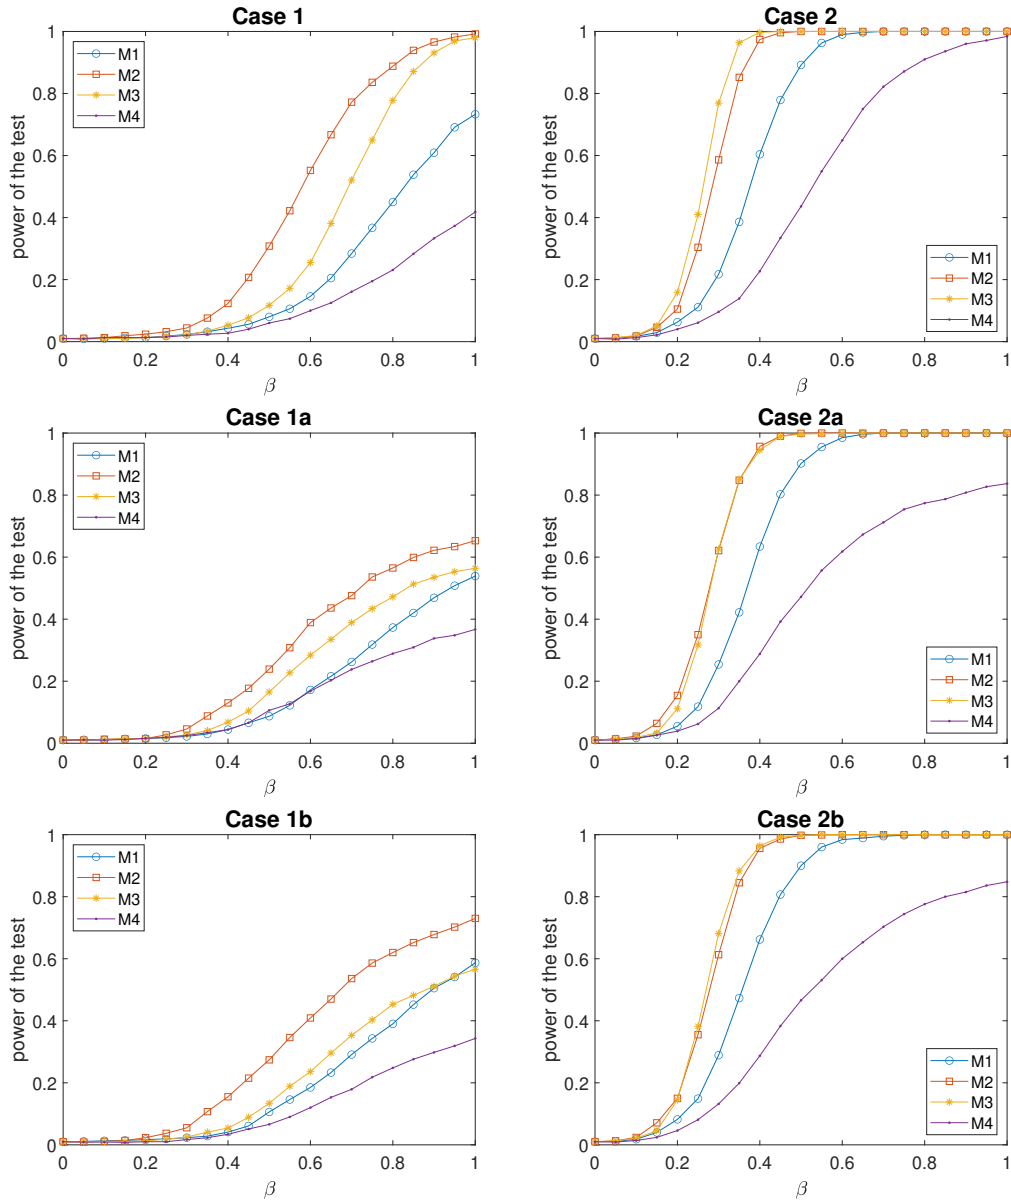 Case 1
M1
M2
M3
M4
power of the test
1
0.8
0.6
0.4
0.2
0
0 0.2 0.4 0.6 0.8 1
β
Case 2
M1
M2
M3
M4
power of the test
1
0.8
0.6
0.4
0.2
0
0 0.2 0.4 0.6 0.8 1
β
Case 1a
M1
M2
M3
M4
power of the test
1
0.8
0.6
0.4
0.2
0
0 0.2 0.4 0.6 0.8 1
β
Case 2a
M1
M2
M3
M4
power of the test
1
0.8
0.6
0.4
0.2
0
0 0.2 0.4 0.6 0.8 1
β
Case 1b
M1
M2
M3
M4
power of the test
1
0.8
0.6
0.4
0.2
0
0 0.2 0.4 0.6 0.8 1
β
Case 2b
M1
M2
M3
M4
power of the test
1
0.8
0.6
0.4
0.2
0
0 0.2 0.4 0.6 0.8 1
β